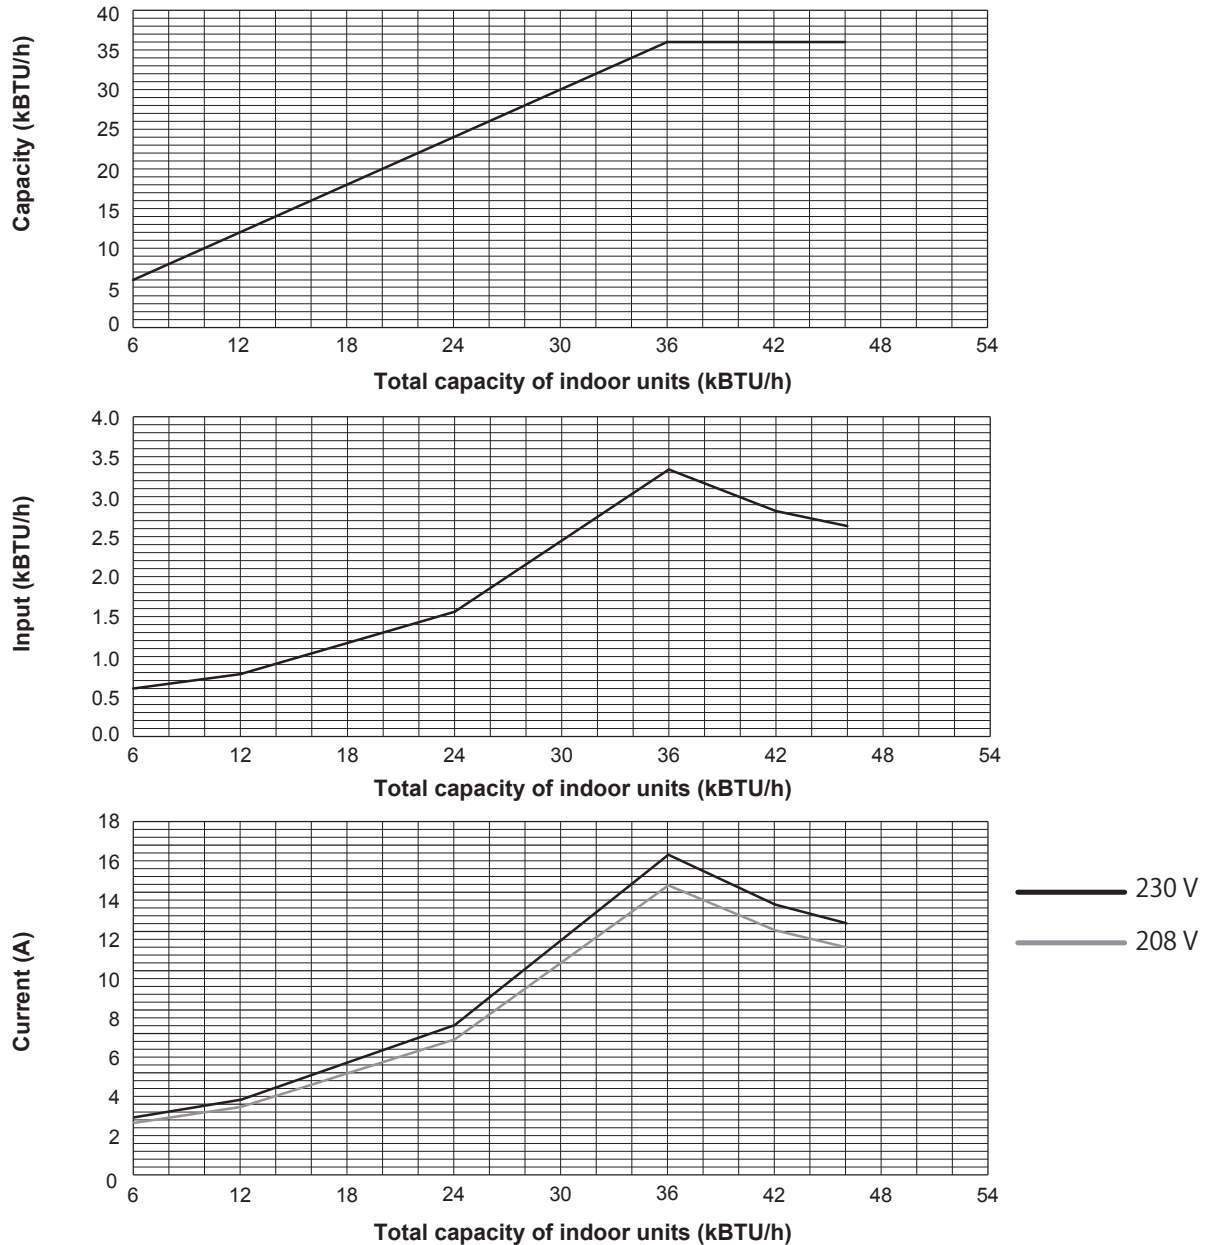 Capacity (kBTU/h)
40
35
30
25
20
15
10
5
0
6 12 18 24 30 36 42 48 54
Total capacity of indoor units (kBTU/h)
Input (kBTU/h)
4.0
3.5
3.0
2.5
2.0
1.5
1.0
0.5
0.0
6 12 18 24 30 36 42 48 54
Total capacity of indoor units (kBTU/h)
Current (A)
18
16
14
12
10
8
6
4
2
0
6 12 18 24 30 36 42 48 54
Total capacity of indoor units (kBTU/h)
230 V
208 V